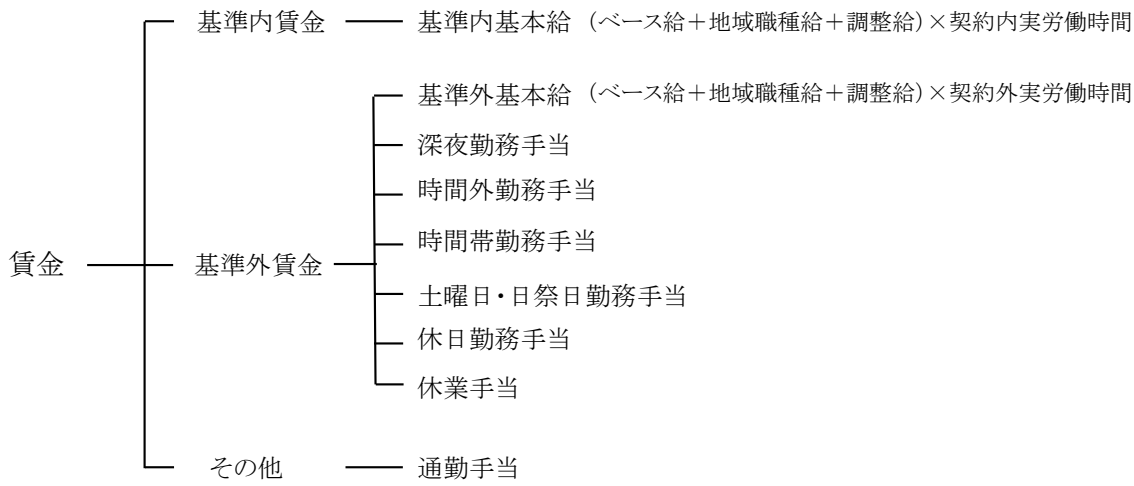 基準内賃金 基準内基本給 (ベース給＋地域職種給＋調整給)×契約内実労働時間
基準外基本給 (ベース給＋地域職種給＋調整給)×契約外実労働時間
深夜勤務手当
時間外勤務手当
時間帯勤務手当
賃金 基準外賃金
土曜日・日祭日勤務手当
休日勤務手当
休業手当
その他 通勤手当